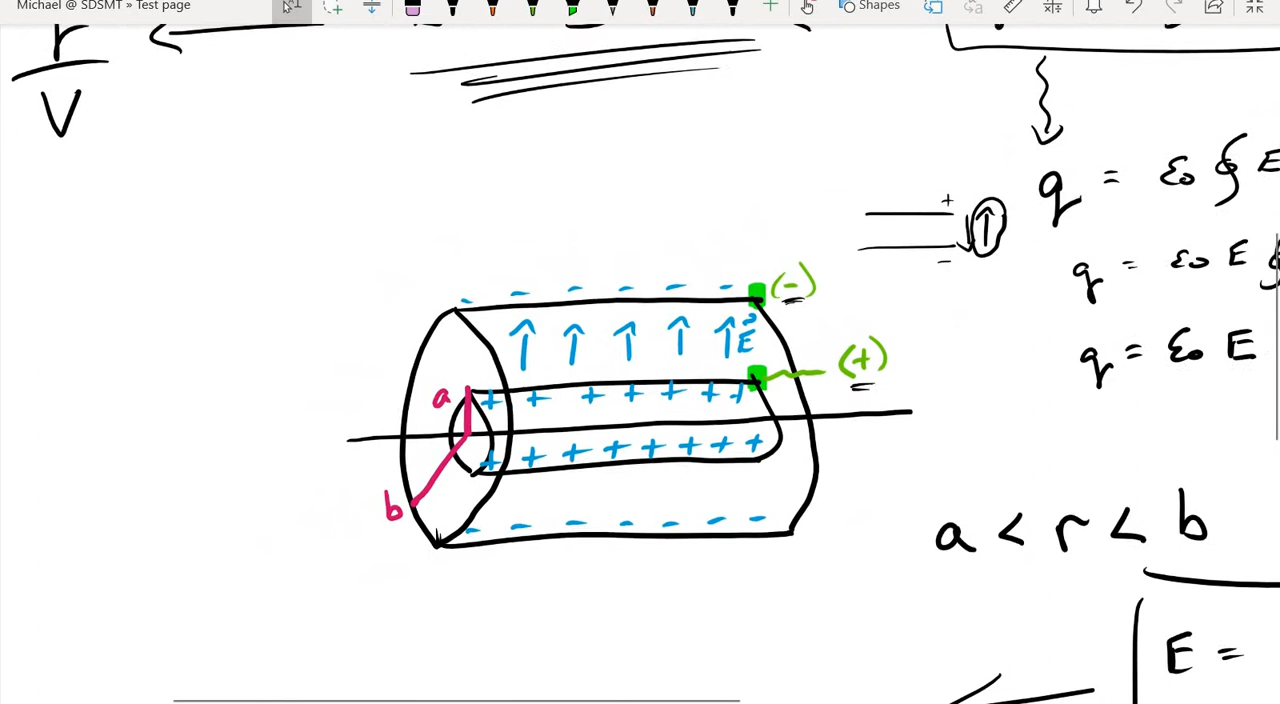 Michael @ SDSMT » Test page
Shapes
r
V
q = ε₀ ∮ E
+
-
q = ε₀ E ∮
q = ε₀ E
- - - - - - (-)
E
(+)
a + + + + + + +
+ + + + + + + +
b
- - - - - - -
a < r < b
E =